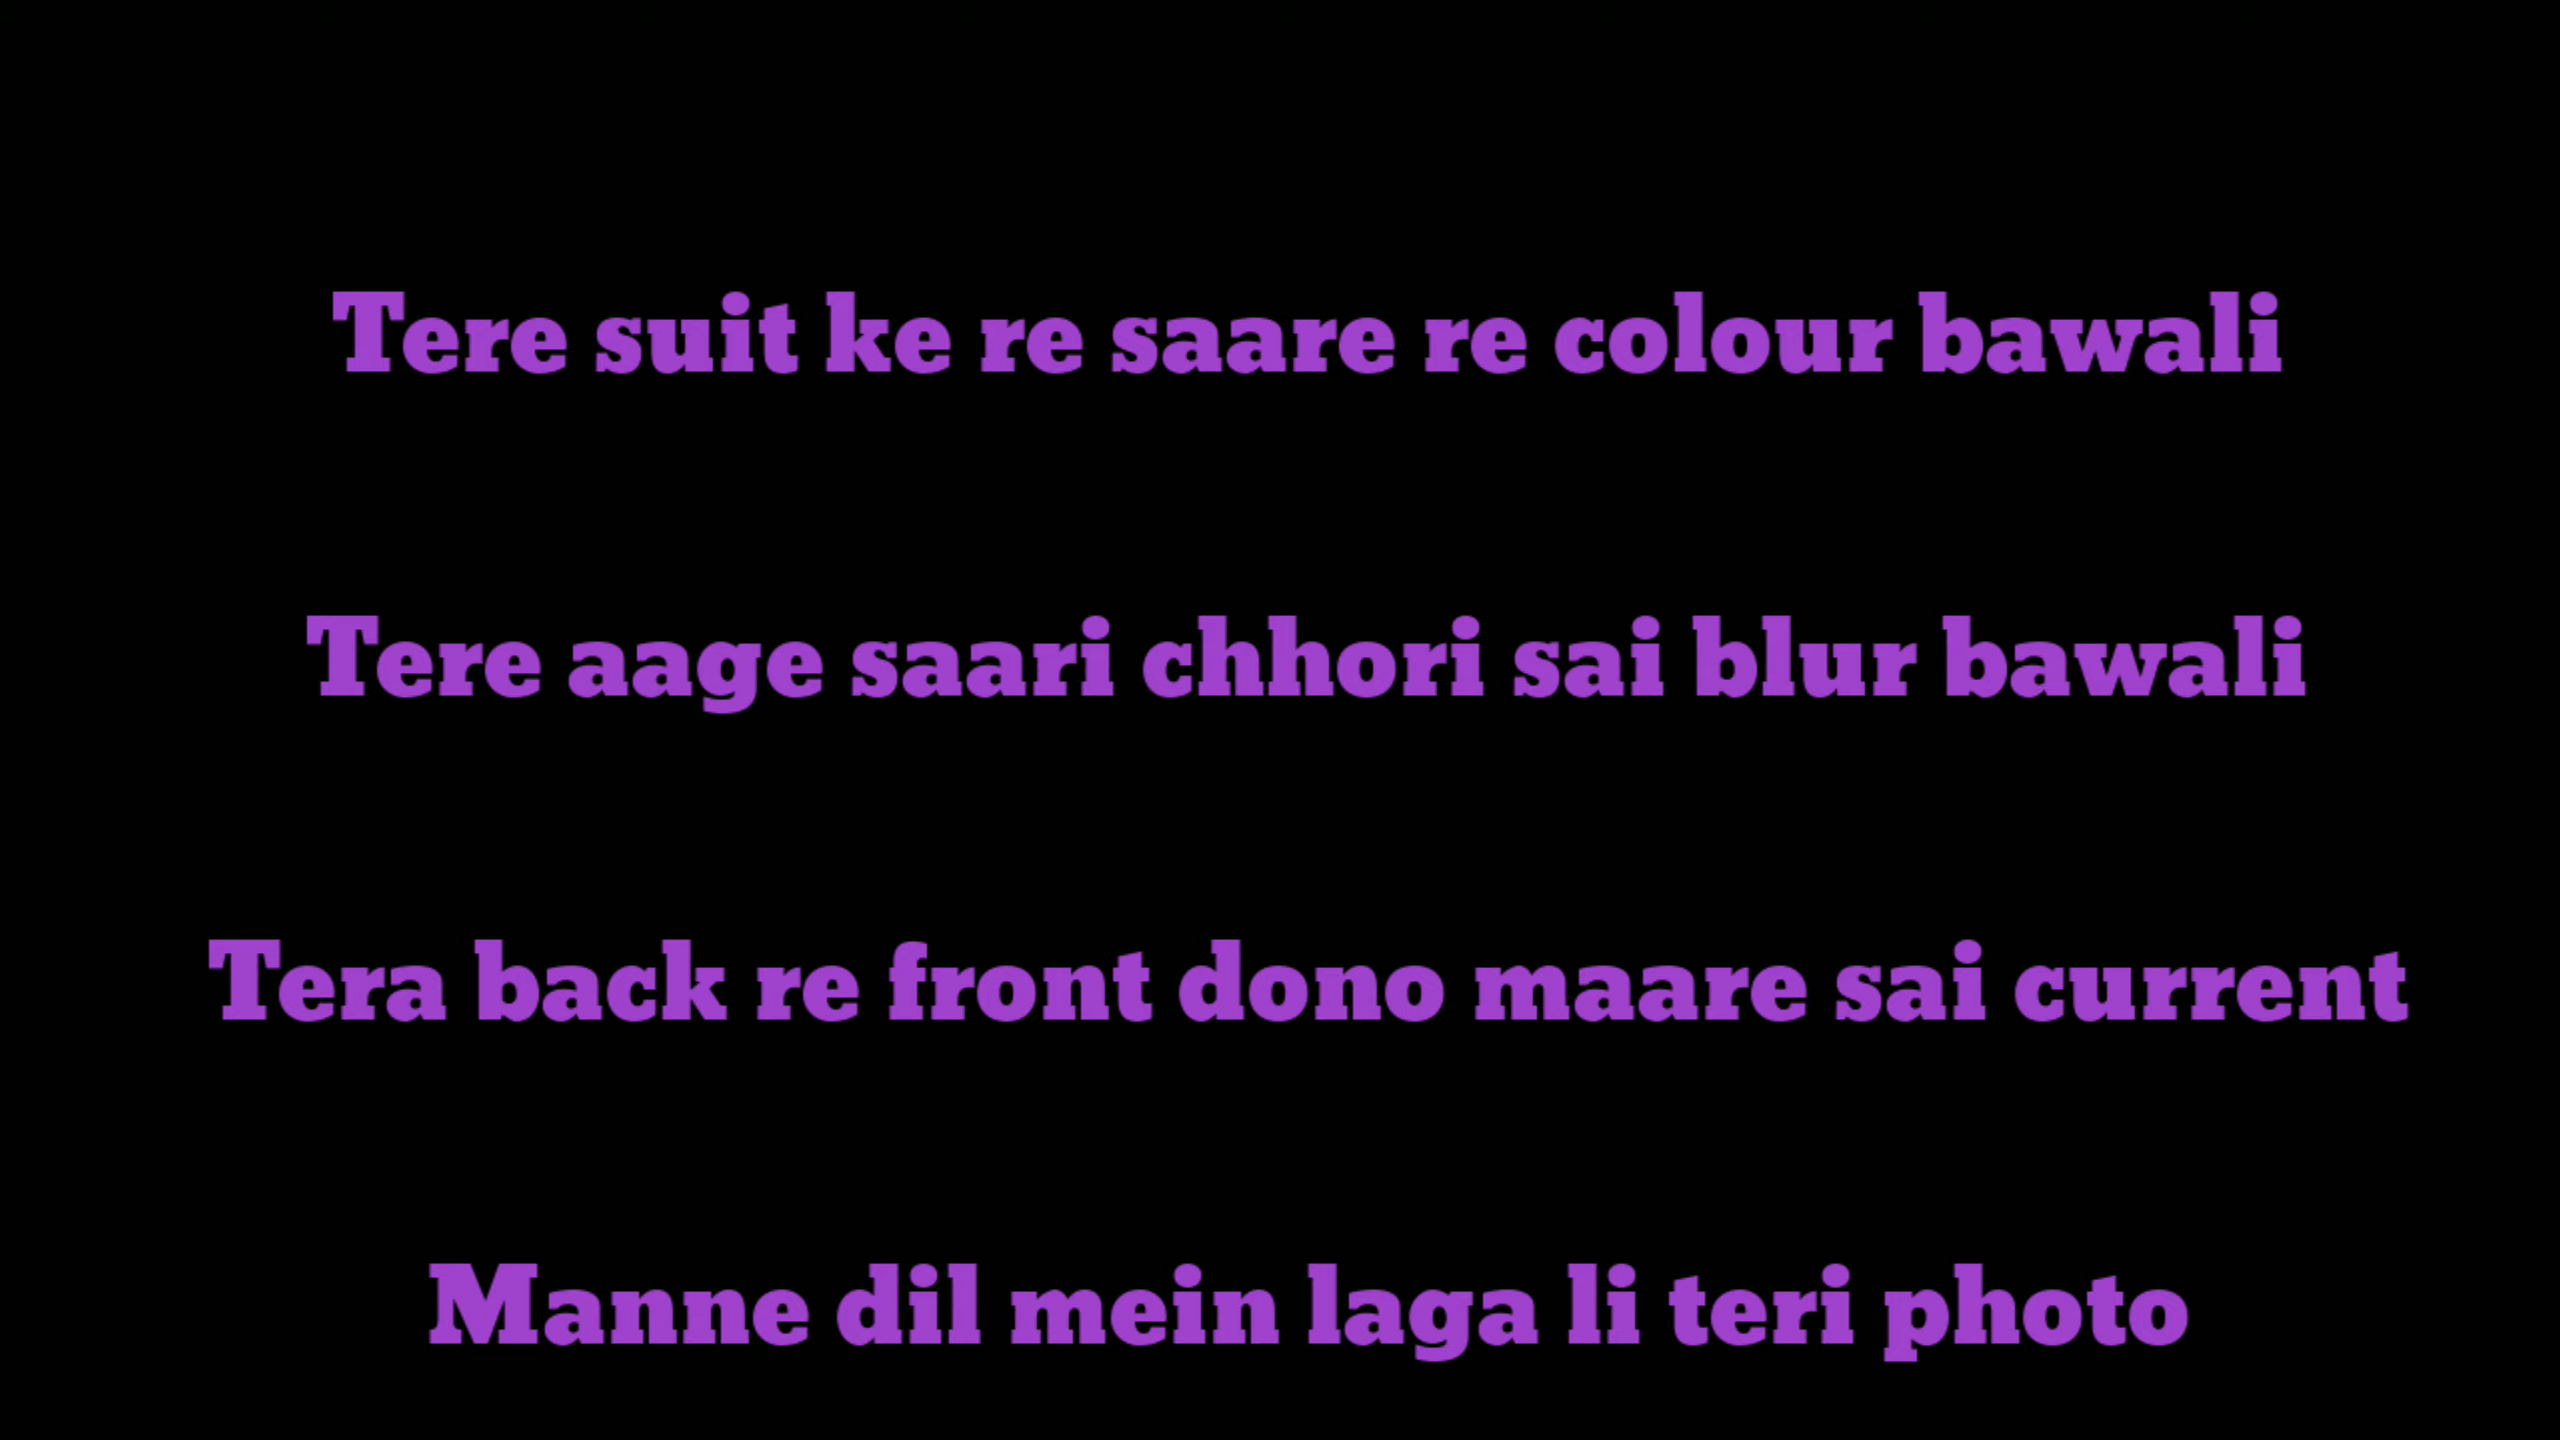 Tere suit ke re saare re colour bawali
Tere aage saari chhori sai blur bawali
Tera back re front dono maare sai current
Manne dil mein laga li teri photo